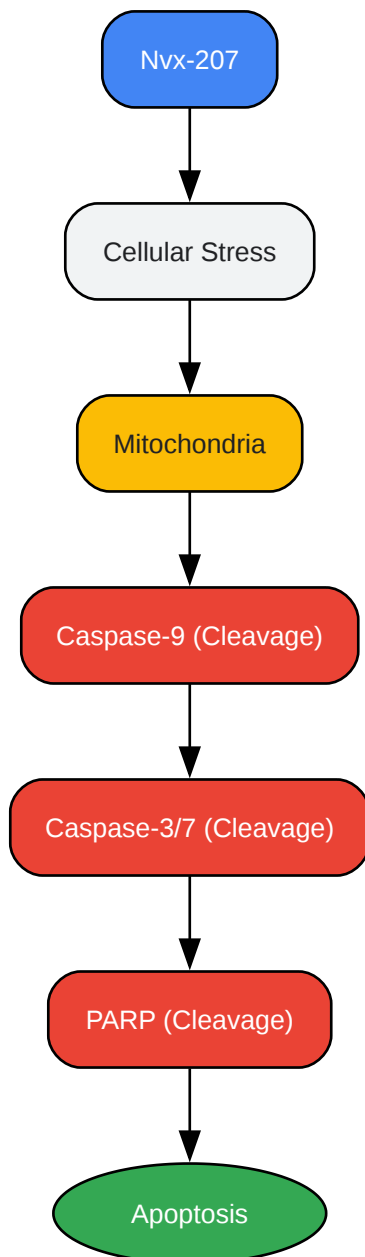 Nvx-207
Cellular Stress
Mitochondria
Caspase-9 (Cleavage)
Caspase-3/7 (Cleavage)
PARP (Cleavage)
Apoptosis